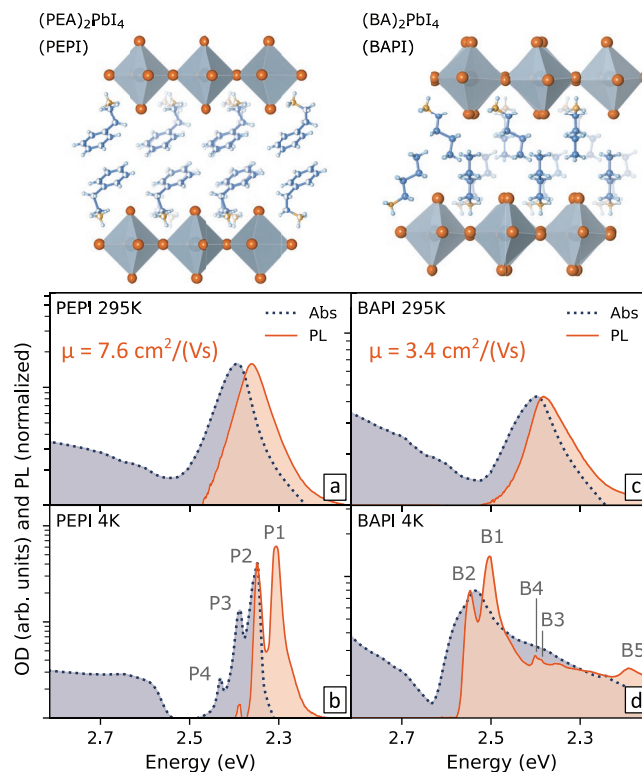 (PEA)₂PbI₄
(PEPI)
(BA)₂PbI₄
(BAPI)
OD (arb. units) and PL (normalized)
PEPI 295K
Abs
PL
μ = 7.6 cm²/(Vs)
a
BAPI 295K
Abs
PL
μ = 3.4 cm²/(Vs)
c
PEPI 4K
P1
P2
P3
P4
b
BAPI 4K
B1
B2
B4
B3
B5
d
2.7 2.5 2.3
2.7 2.5 2.3
Energy (eV)
Energy (eV)